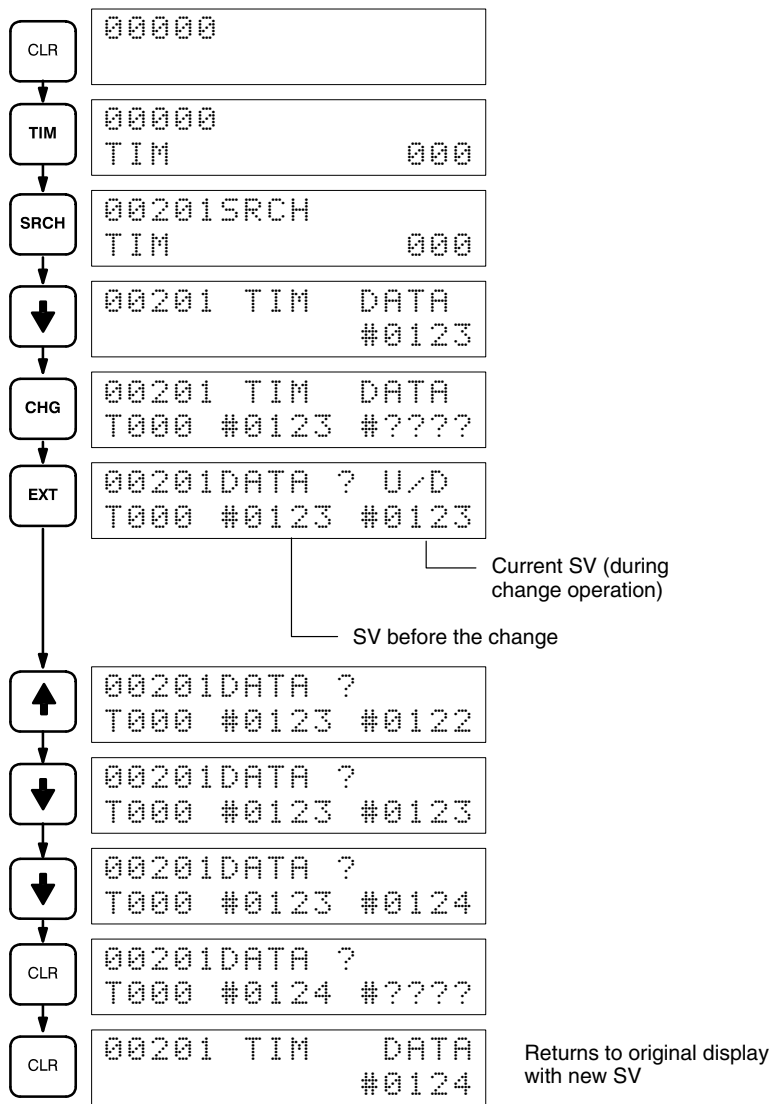 CLR
00000
TIM
00000
TIM 000
SRCH
00201SRCH
TIM 000
00201 TIM DATA
#0123
CHG
00201 TIM DATA
T000 #0123 #????
EXT
00201DATA ? U/D
T000 #0123 #0123
Current SV (during
change operation)
SV before the change
00201DATA ?
T000 #0123 #0122
00201DATA ?
T000 #0123 #0123
00201DATA ?
T000 #0123 #0124
CLR
00201DATA ?
T000 #0124 #????
CLR
00201 TIM DATA
#0124
Returns to original display
with new SV